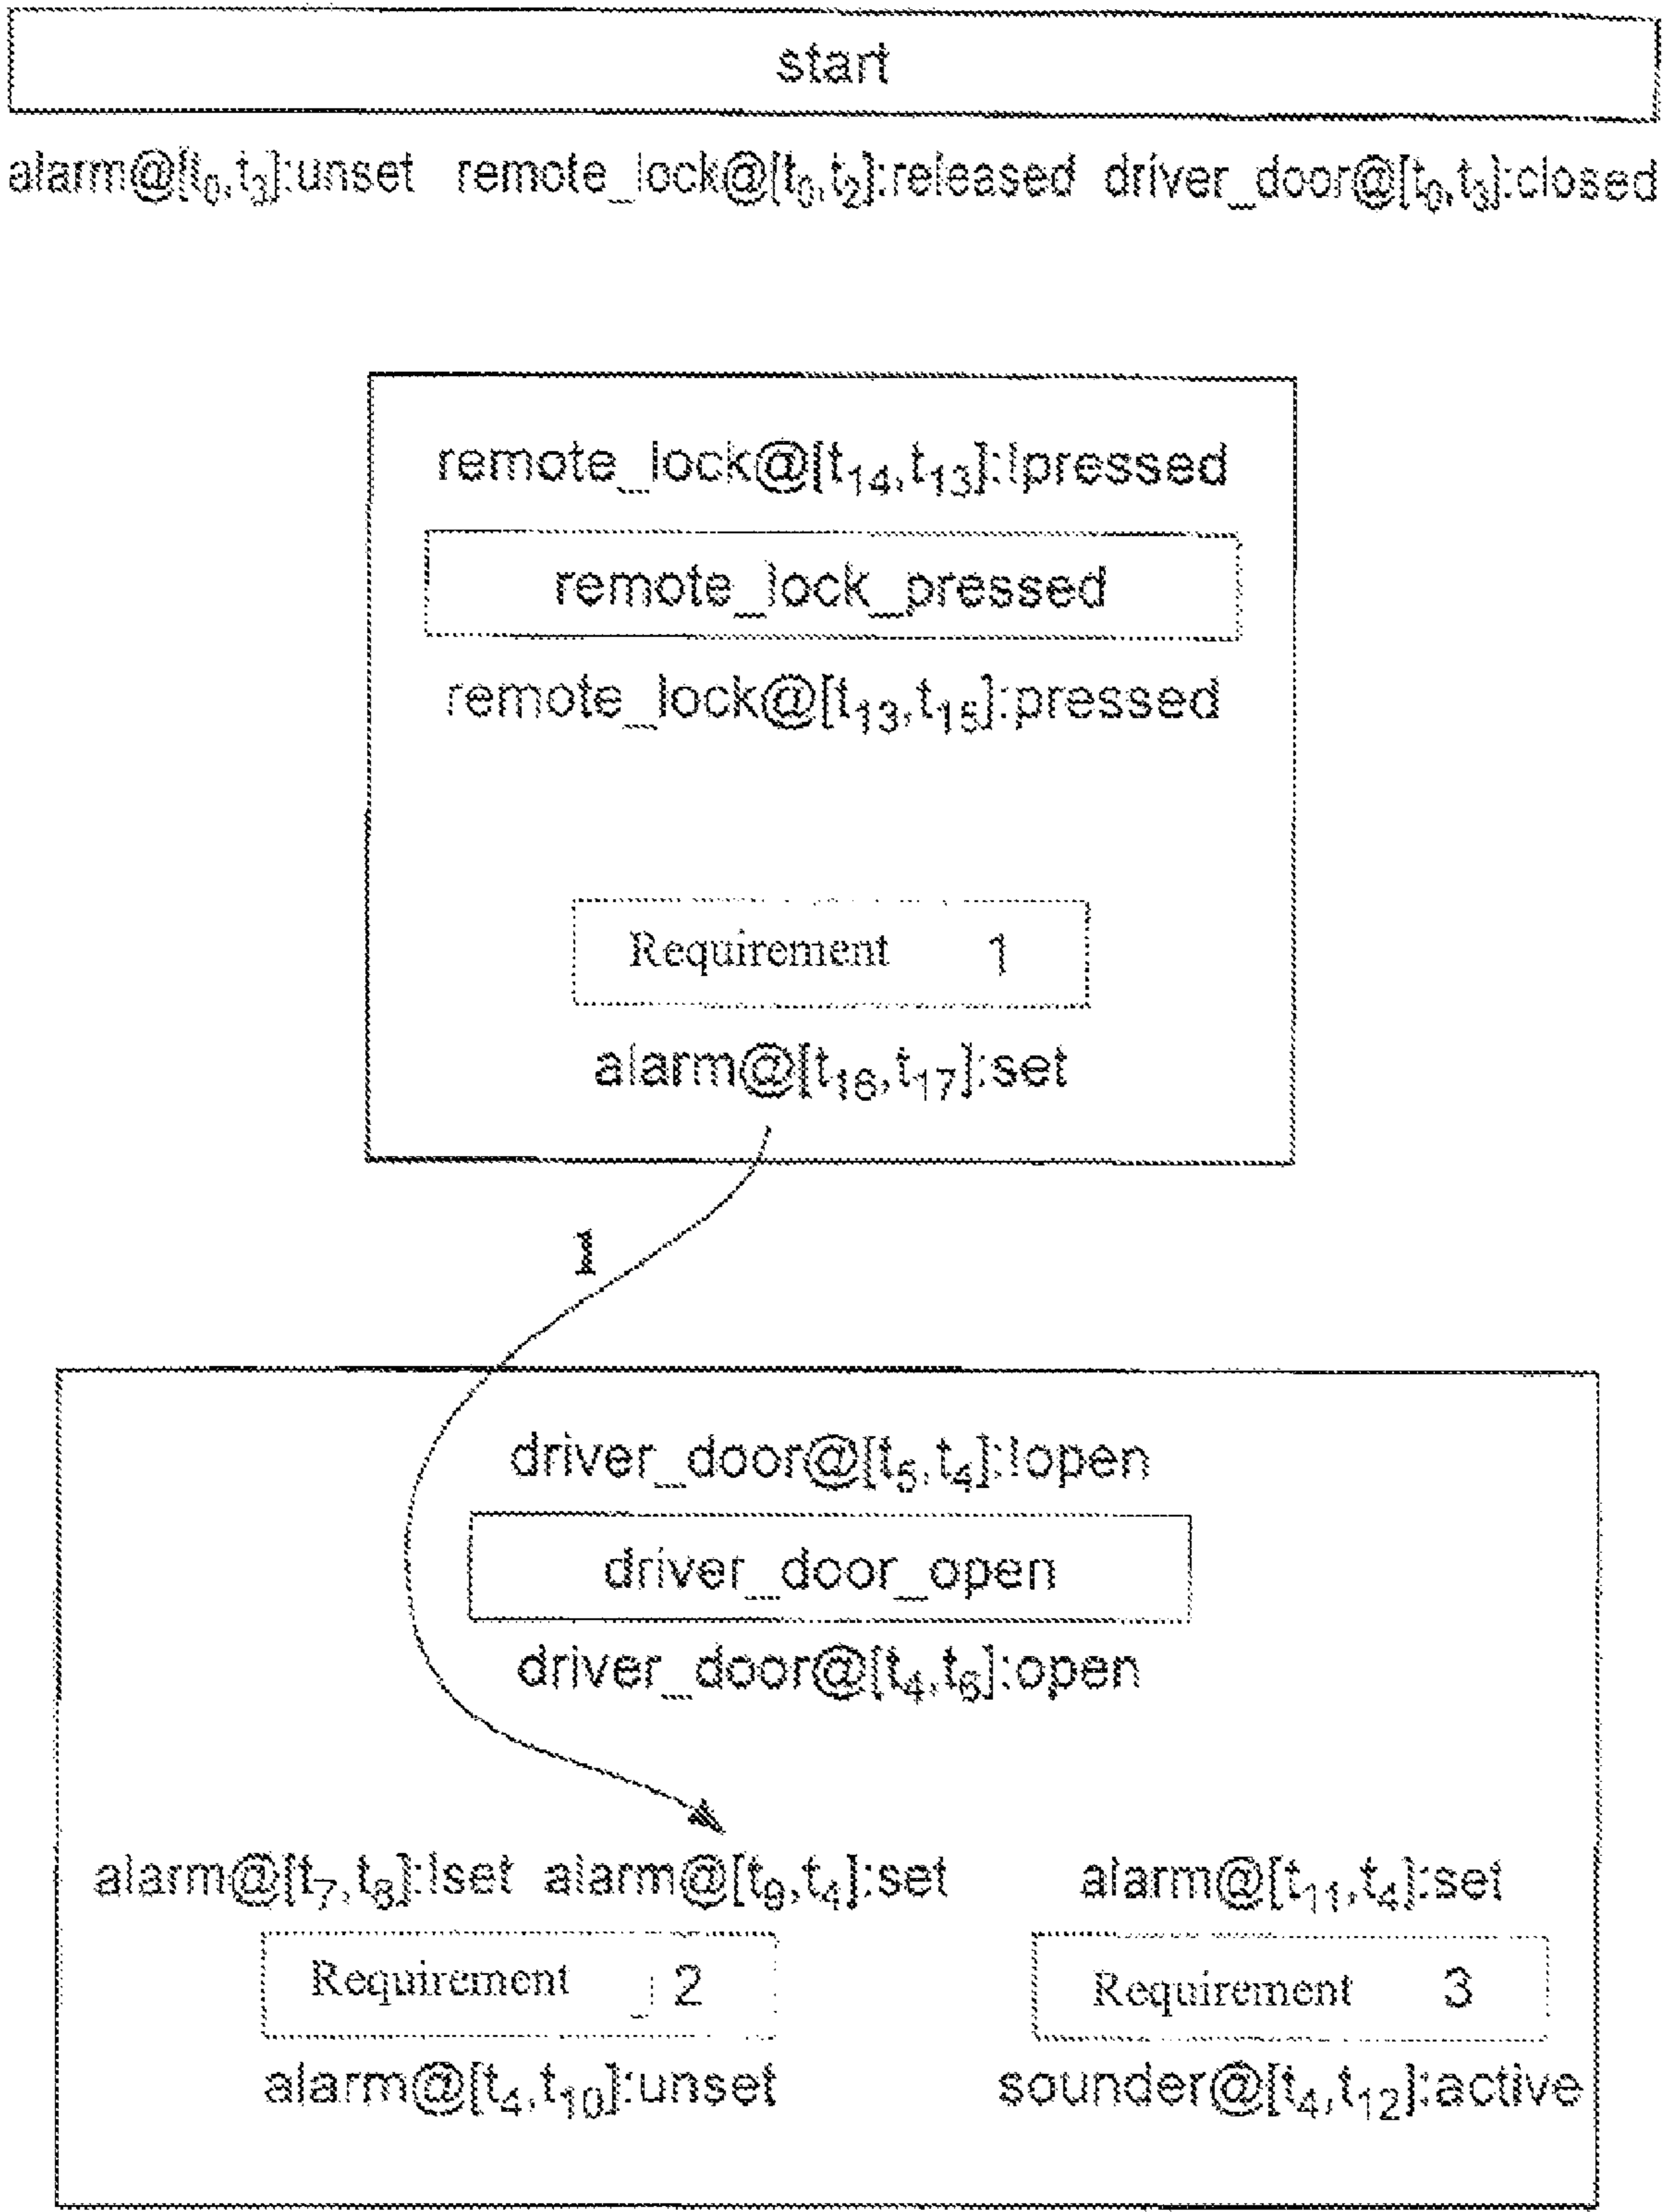 start
alarm@[t₀,t₃]:unset remote_lock@[t₀,t₂]:released driver_door@[t₀,t₃]:closed
remote_lock@[t₁₄,t₁₃]:!pressed
remote_lock_pressed
remote_lock@[t₁₃,t₁₅]:pressed
Requirement 1
alarm@[t₁₆,t₁₇]:set
1
driver_door@[t₅,t₄]:!open
driver_door_open
driver_door@[t₄,t₆]:open
alarm@[t₇,t₈]:!set alarm@[t₉,t₄]:set alarm@[t₁₁,t₄]:set
Requirement 2 Requirement 3
alarm@[t₄,t₁₀]:unset sounder@[t₄,t₁₂]:active